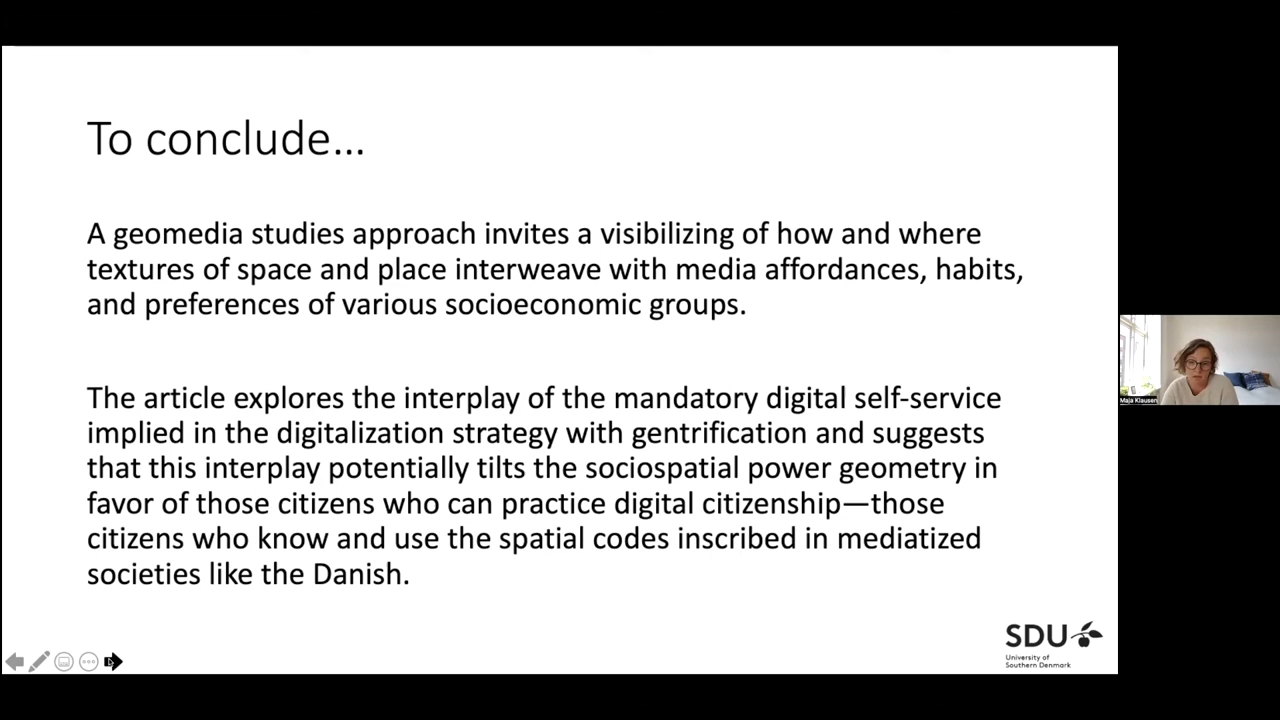 To conclude…
A geomedia studies approach invites a visibilizing of how and where
textures of space and place interweave with media affordances, habits,
and preferences of various socioeconomic groups.
The article explores the interplay of the mandatory digital self-service
implied in the digitalization strategy with gentrification and suggests
that this interplay potentially tilts the sociospatial power geometry in
favor of those citizens who can practice digital citizenship—those
citizens who know and use the spatial codes inscribed in mediatized
societies like the Danish.
SDU
University of
Southern Denmark
Maja Klausen